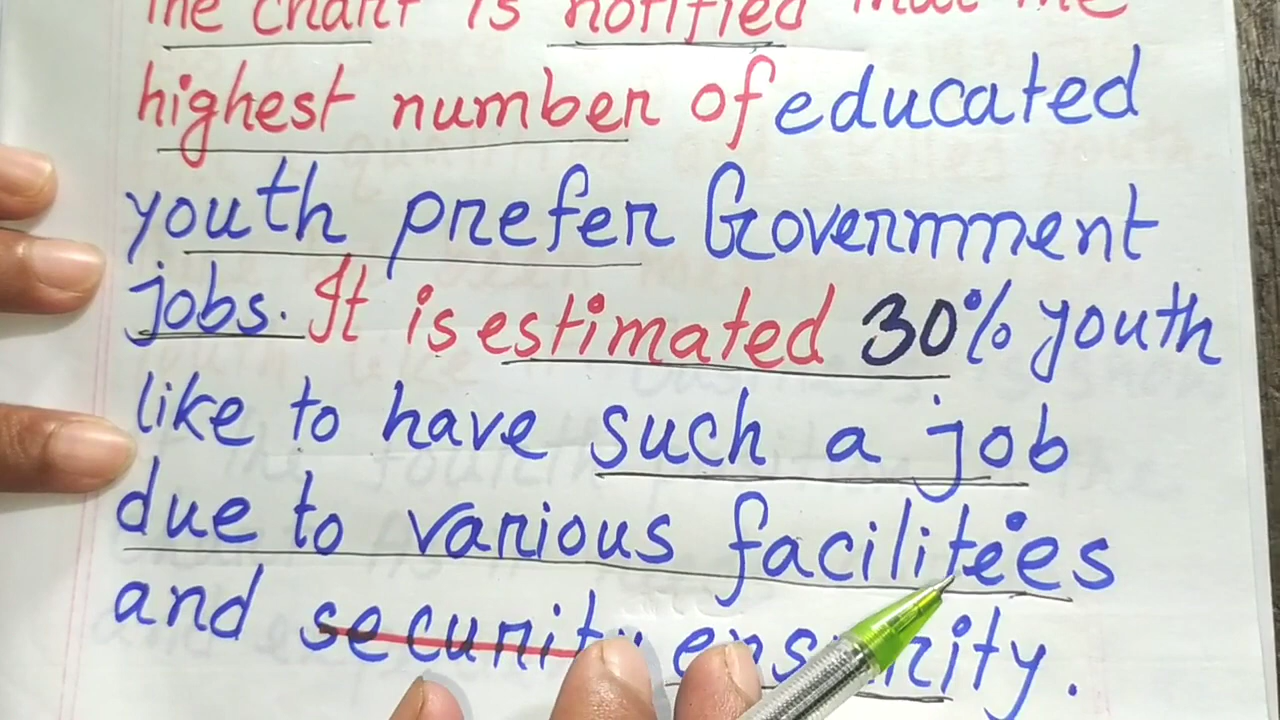 the chart is notified that the
highest number of educated
youth prefer Government
jobs. It is estimated 30% youth
like to have such a job
due to various facilities
and security